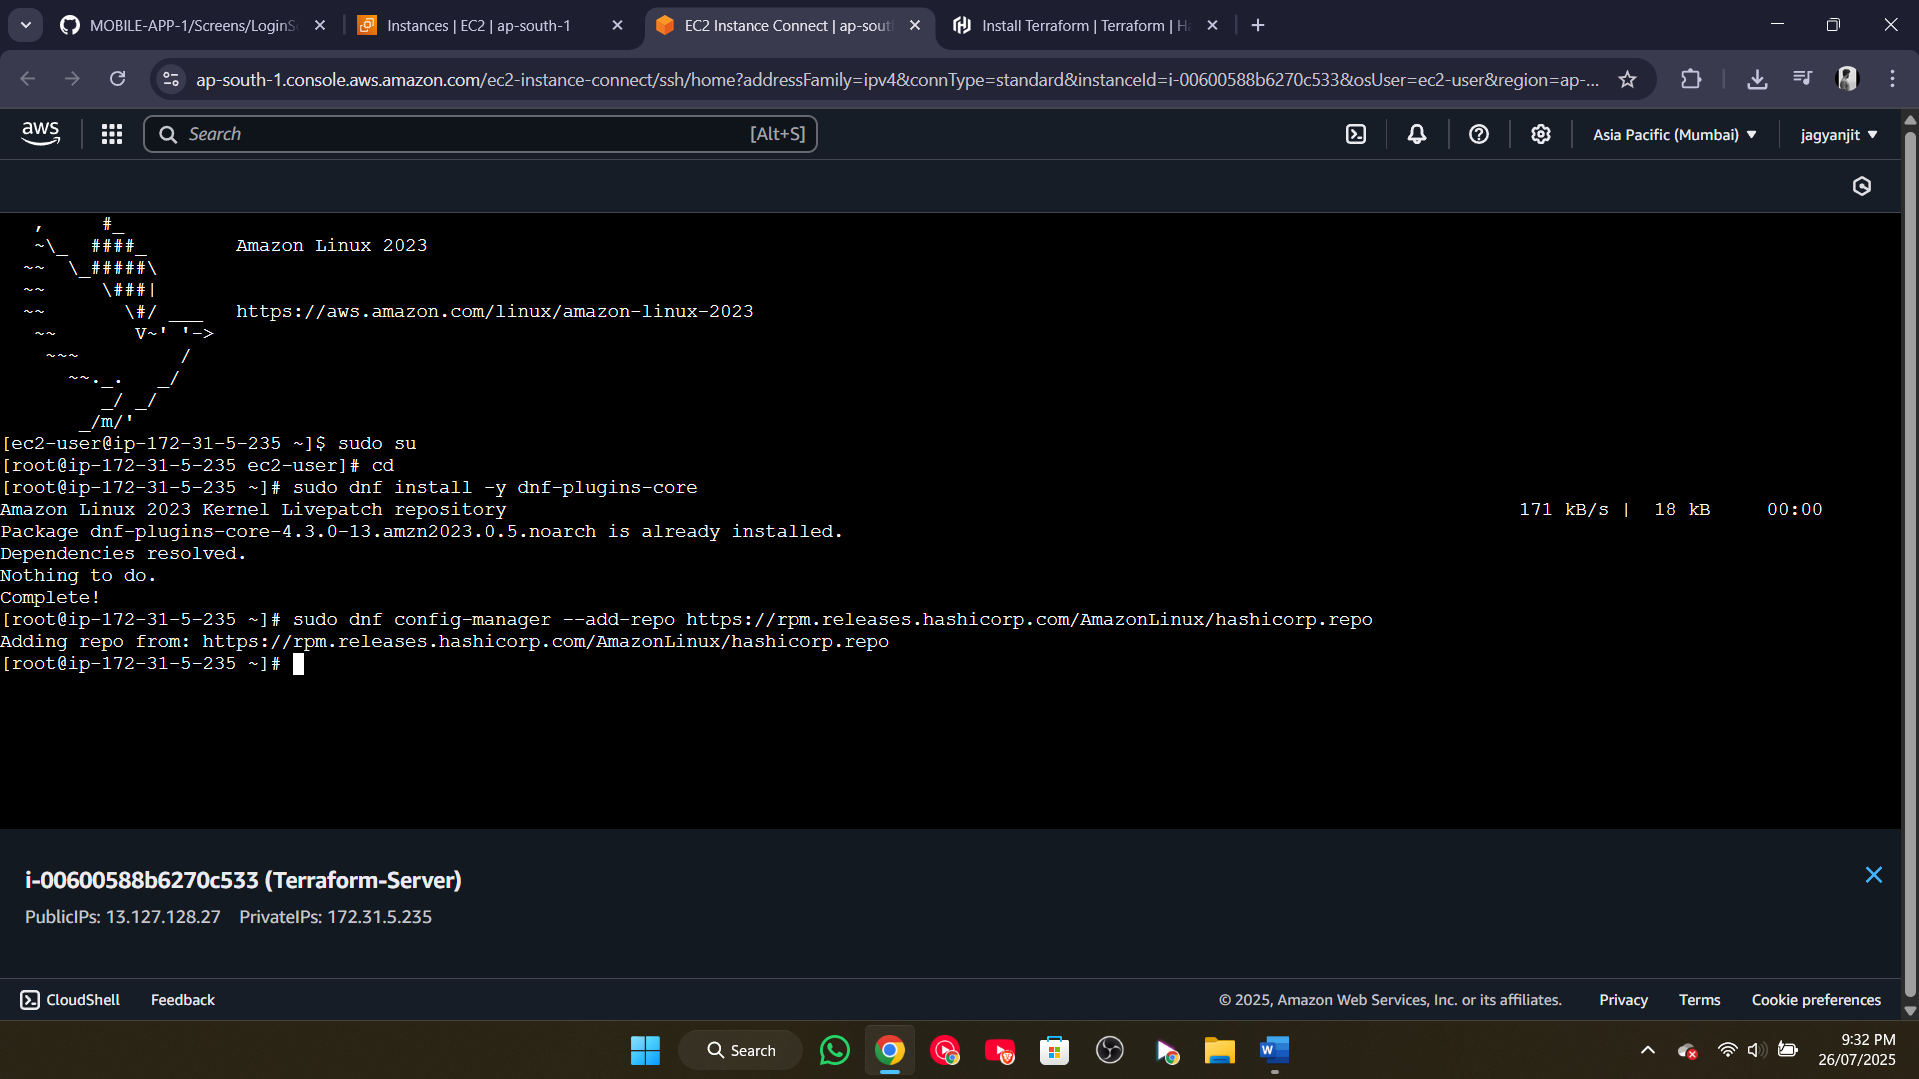 MOBILE-APP-1/Screens/LoginSc
Instances | EC2 | ap-south-1
EC2 Instance Connect | ap-sout
Install Terraform | Terraform | Ha
ap-south-1.console.aws.amazon.com/ec2-instance-connect/ssh/home?addressFamily=ipv4&connType=standard&instanceId=i-00600588b6270c533&osUser=ec2-user&region=ap-...
aws
Search
[Alt+S]
Asia Pacific (Mumbai)
jagyanjit
   ,     #_
   ~\_  ####_        Amazon Linux 2023
  ~~  \_#####\
  ~~     \###|
  ~~       \#/ ___   https://aws.amazon.com/linux/amazon-linux-2023
   ~~       V~' '->
    ~~~         /
      ~~._.   _/
         _/ _/
       _/m/'
[ec2-user@ip-172-31-5-235 ~]$ sudo su
[root@ip-172-31-5-235 ec2-user]# cd
[root@ip-172-31-5-235 ~]# sudo dnf install -y dnf-plugins-core
Amazon Linux 2023 Kernel Livepatch repository 171 kB/s | 18 kB 00:00
Package dnf-plugins-core-4.3.0-13.amzn2023.0.5.noarch is already installed.
Dependencies resolved.
Nothing to do.
Complete!
[root@ip-172-31-5-235 ~]# sudo dnf config-manager --add-repo https://rpm.releases.hashicorp.com/AmazonLinux/hashicorp.repo
Adding repo from: https://rpm.releases.hashicorp.com/AmazonLinux/hashicorp.repo
[root@ip-172-31-5-235 ~]#
i-00600588b6270c533 (Terraform-Server)
PublicIPs: 13.127.128.27 PrivateIPs: 172.31.5.235
CloudShell
Feedback
© 2025, Amazon Web Services, Inc. or its affiliates.
Privacy
Terms
Cookie preferences
Search
9:32 PM
26/07/2025